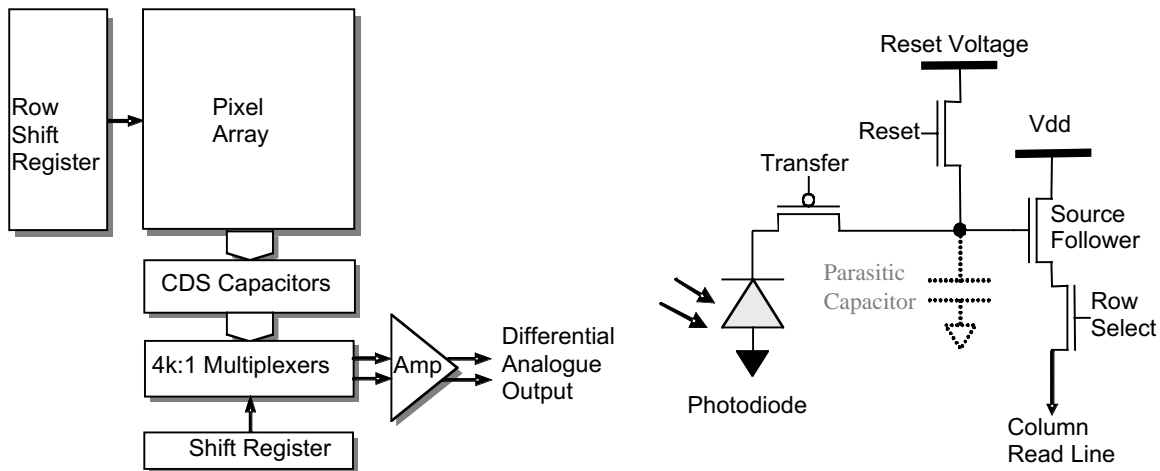 Row
Shift
Register
Pixel
Array
CDS Capacitors
4k:1 Multiplexers
Amp
Differential
Analogue
Output
Shift Register
Reset Voltage
Reset
Vdd
Transfer
Source
Follower
Parasitic
Capacitor
Row
Select
Photodiode
Column
Read Line